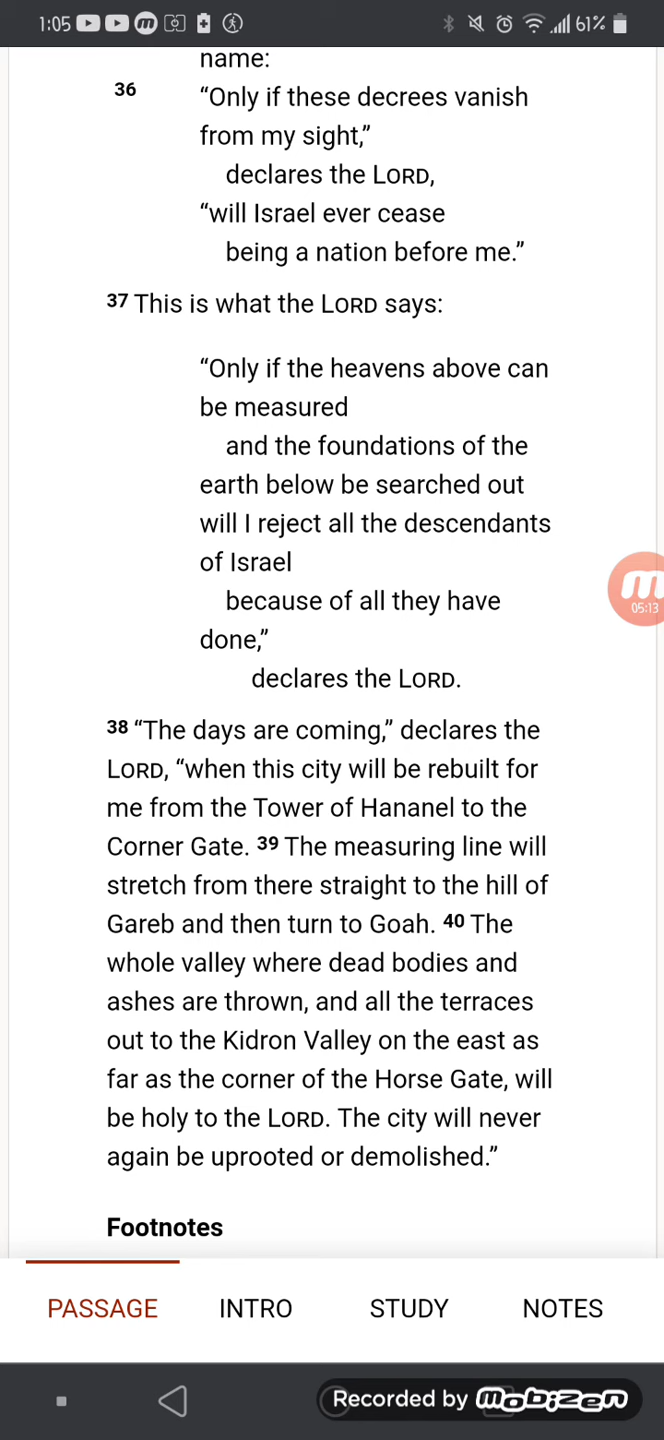 1:05 61%
name:
36 “Only if these decrees vanish
from my sight,”
declares the LORD,
“will Israel ever cease
being a nation before me.”
37 This is what the LORD says:
“Only if the heavens above can
be measured
and the foundations of the
earth below be searched out
will I reject all the descendants
of Israel
because of all they have
done,”
declares the LORD.
38 “The days are coming,” declares the
LORD, “when this city will be rebuilt for
me from the Tower of Hananel to the
Corner Gate. 39 The measuring line will
stretch from there straight to the hill of
Gareb and then turn to Goah. 40 The
whole valley where dead bodies and
ashes are thrown, and all the terraces
out to the Kidron Valley on the east as
far as the corner of the Horse Gate, will
be holy to the LORD. The city will never
again be uprooted or demolished.”
Footnotes
m
05:13
PASSAGE INTRO STUDY NOTES
Recorded by mobizen